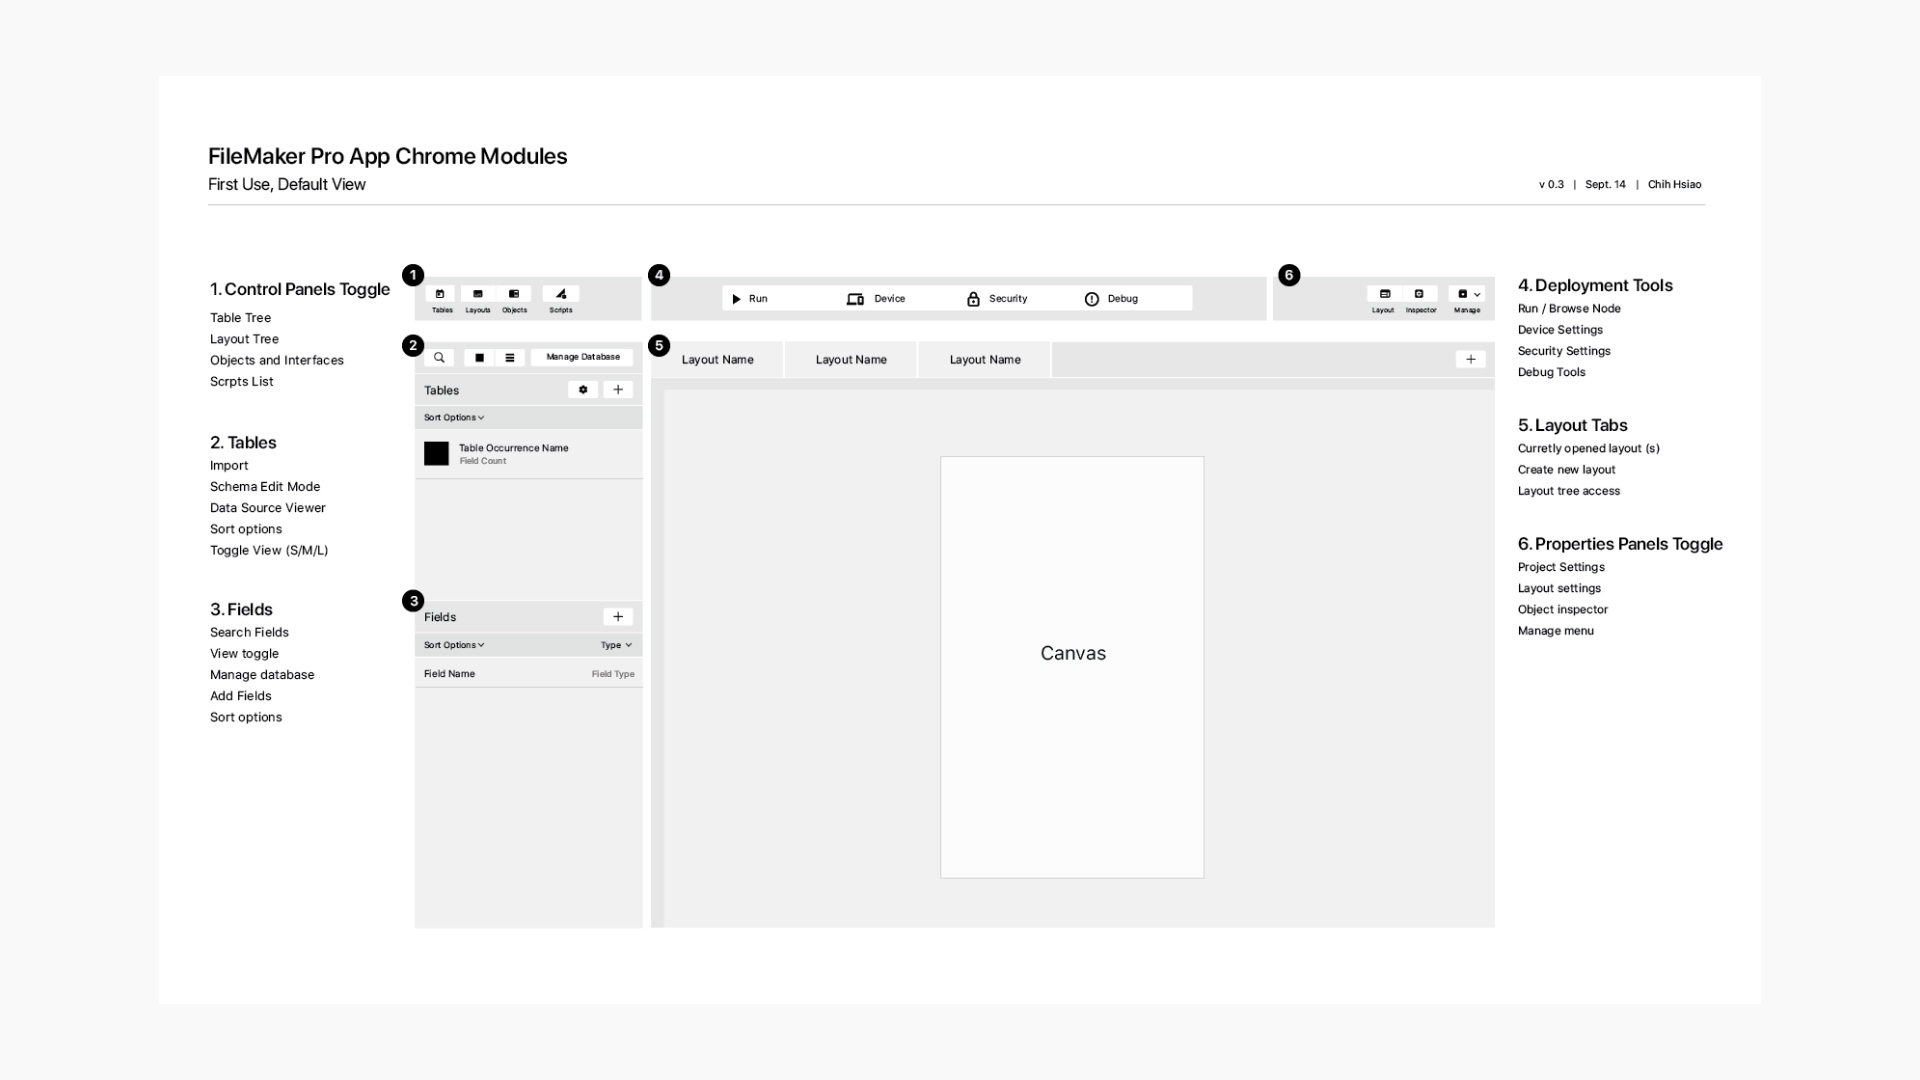 FileMaker Pro App Chrome Modules
First Use, Default View
v 0.3 | Sept. 14 | Chih Hsiao
1. Control Panels Toggle
Table Tree
Layout Tree
Objects and Interfaces
Scrpts List
2. Tables
Import
Schema Edit Mode
Data Source Viewer
Sort options
Toggle View (S/M/L)
3. Fields
Search Fields
View toggle
Manage database
Add Fields
Sort options
1
Tables Layouts Objects Scripts
2
Manage Database
Tables
Sort Options
Table Occurrence Name
Field Count
3
Fields
Sort Options Type
Field Name Field Type
4
Run Device Security Debug
5
Layout Name Layout Name Layout Name
Canvas
6
Layout Inspector Manage
4. Deployment Tools
Run / Browse Node
Device Settings
Security Settings
Debug Tools
5. Layout Tabs
Curretly opened layout (s)
Create new layout
Layout tree access
6. Properties Panels Toggle
Project Settings
Layout settings
Object inspector
Manage menu